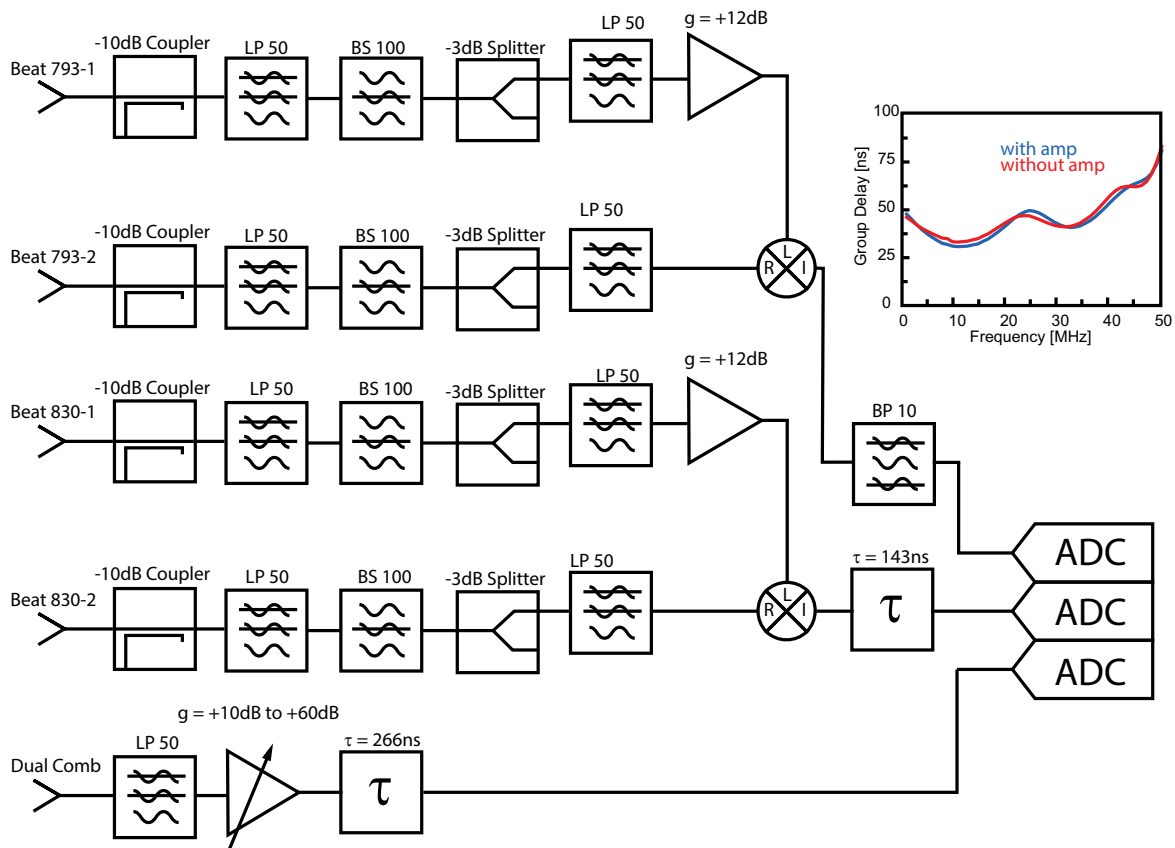 g = +12dB
LP 50
-10dB Coupler
LP 50
BS 100
-3dB Splitter
Beat 793-1
100
75
50
25
0
Group Delay [ns]
with amp
without amp
0
10
20
30
40
50
Frequency [MHz]
-10dB Coupler
LP 50
BS 100
-3dB Splitter
LP 50
Beat 793-2
L
R
I
g = +12dB
-10dB Coupler
LP 50
BS 100
-3dB Splitter
LP 50
Beat 830-1
BP 10
ADC
-10dB Coupler
LP 50
BS 100
-3dB Splitter
LP 50
τ = 143ns
Beat 830-2
L
R
I
τ
ADC
ADC
g = +10dB to +60dB
LP 50
τ = 266ns
Dual Comb
τ